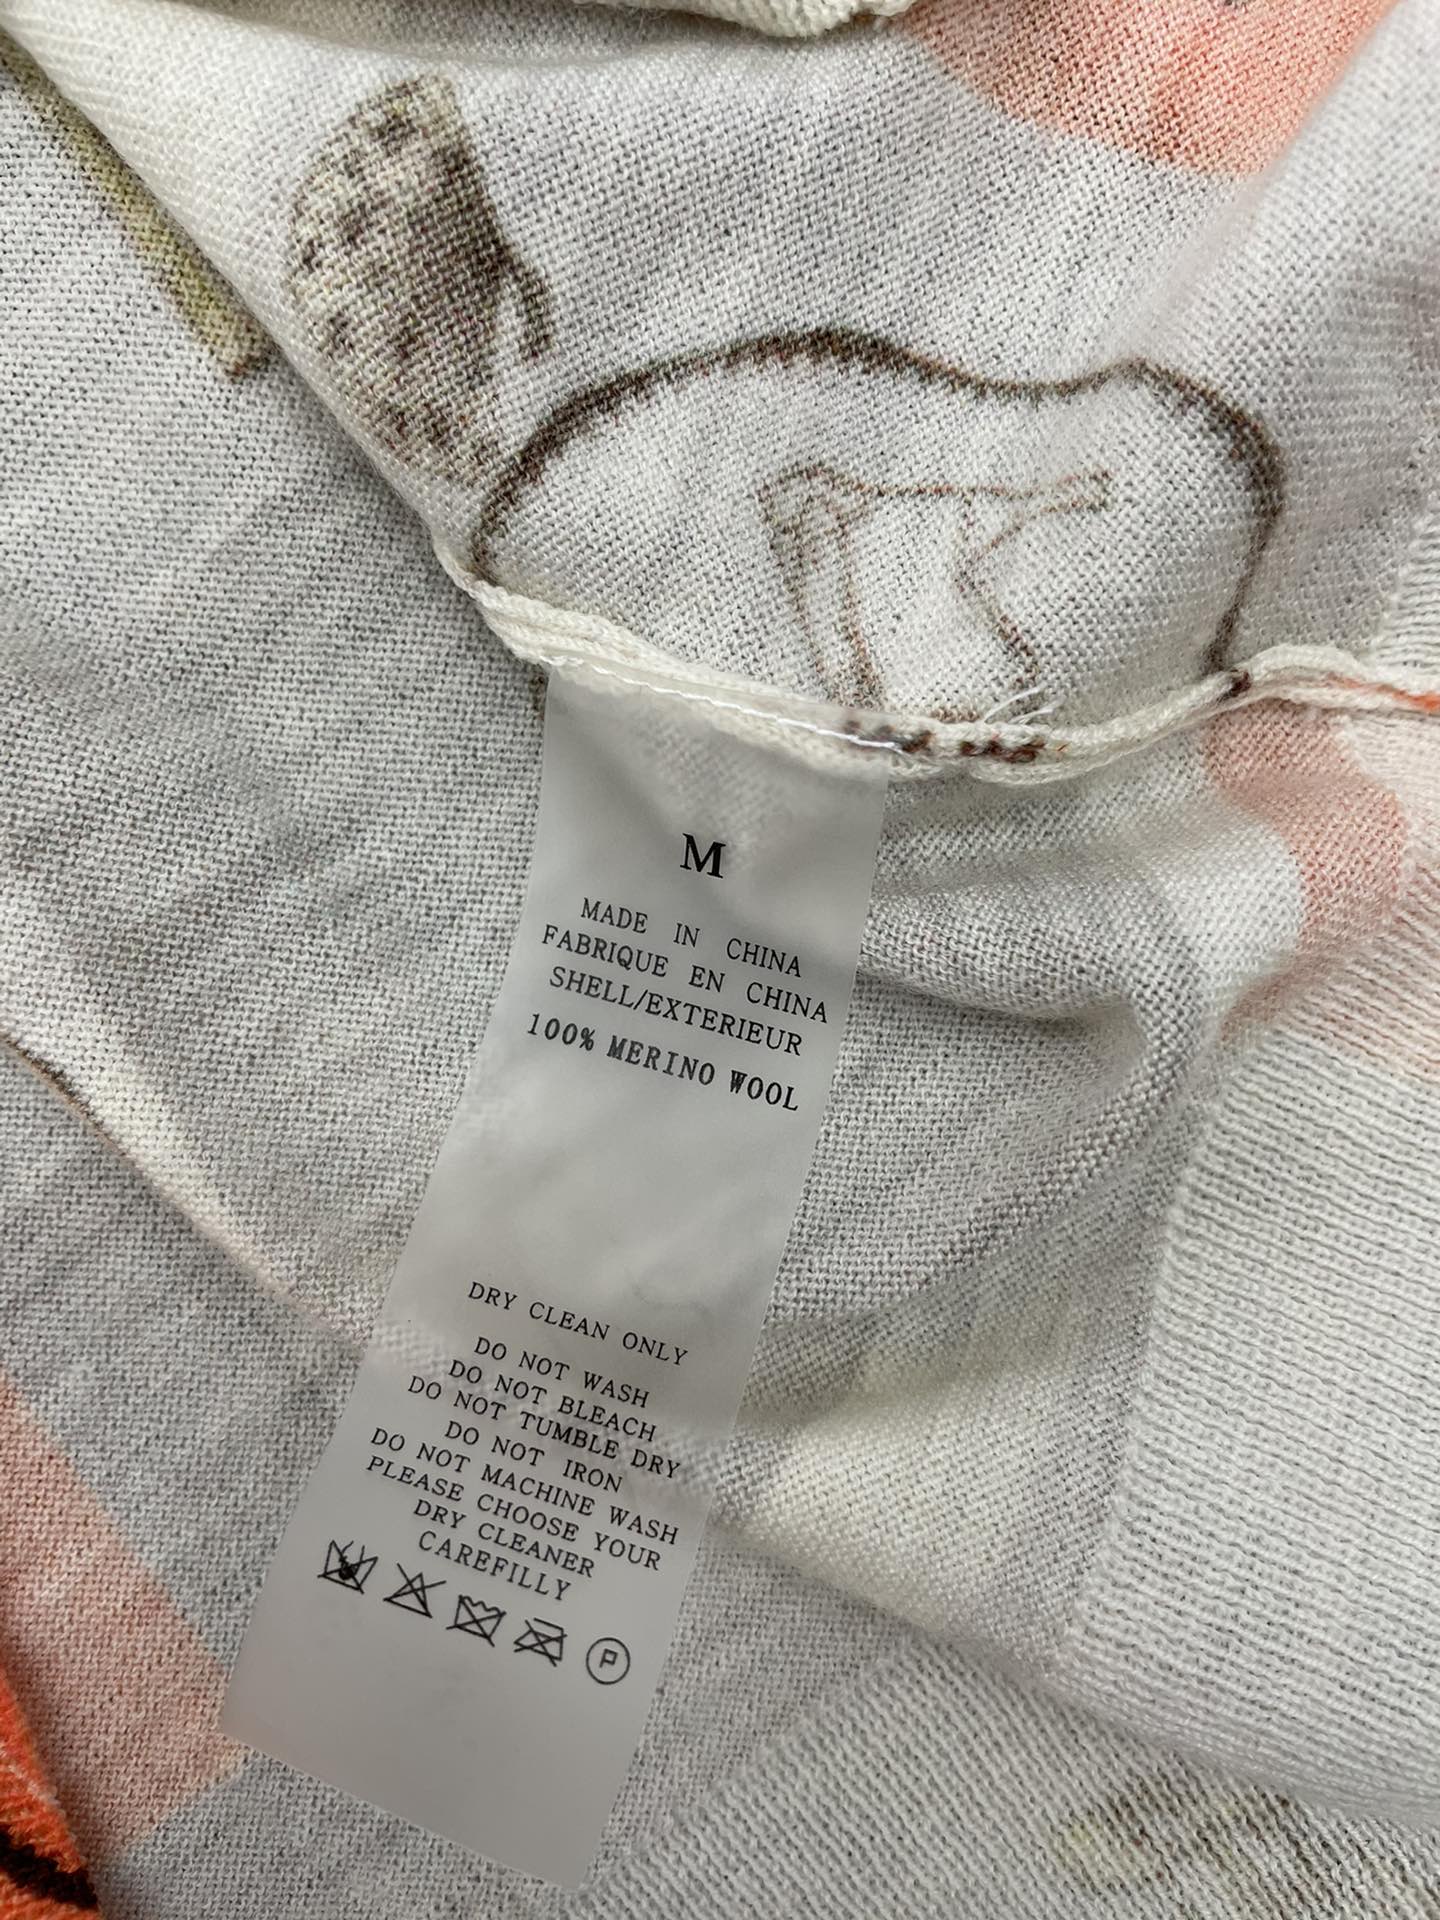 M
MADE IN CHINA
FABRIQUE EN CHINA
SHELL/EXTERIEUR
100% MERINO WOOL
DRY CLEAN ONLY
DO NOT WASH
DO NOT BLEACH
DO NOT TUMBLE DRY
DO NOT IRON
DO NOT MACHINE WASH
PLEASE CHOOSE YOUR
DRY CLEANER
CAREFILLY
P